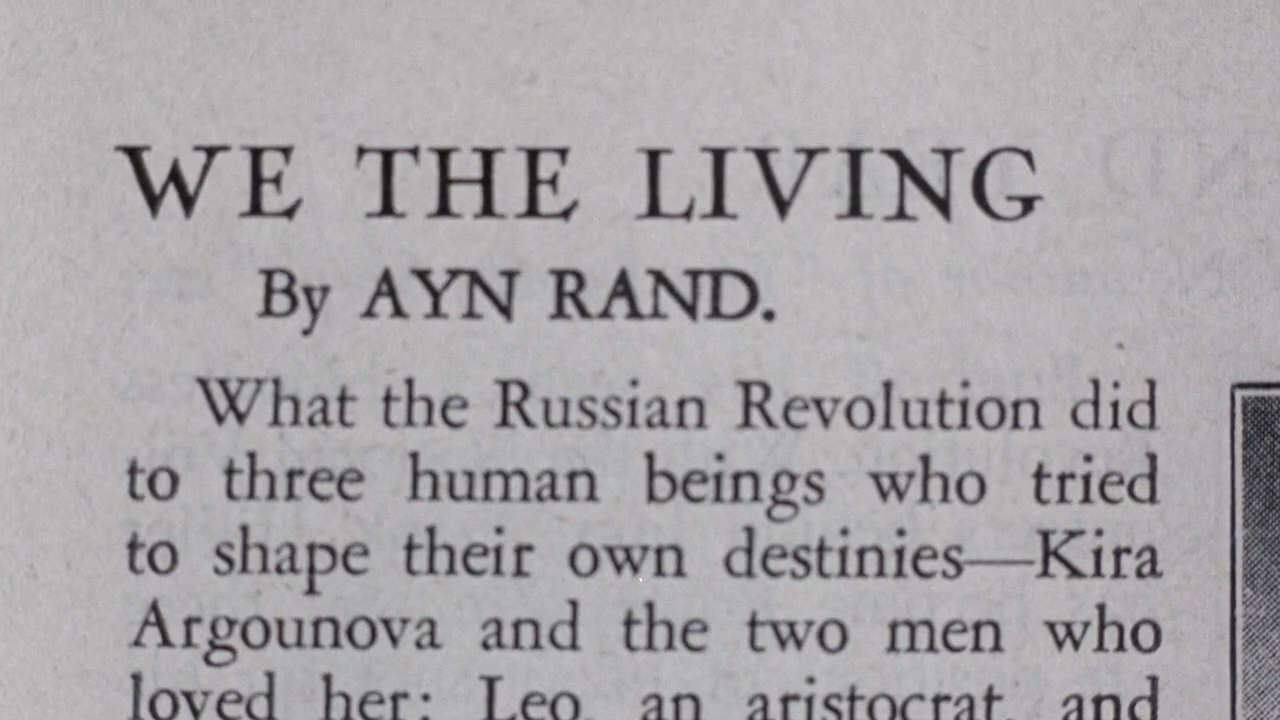 WE THE LIVING
By AYN RAND.
What the Russian Revolution did
to three human beings who tried
to shape their own destinies—Kira
Argounova and the two men who
loved her: Leo, an aristocrat, and